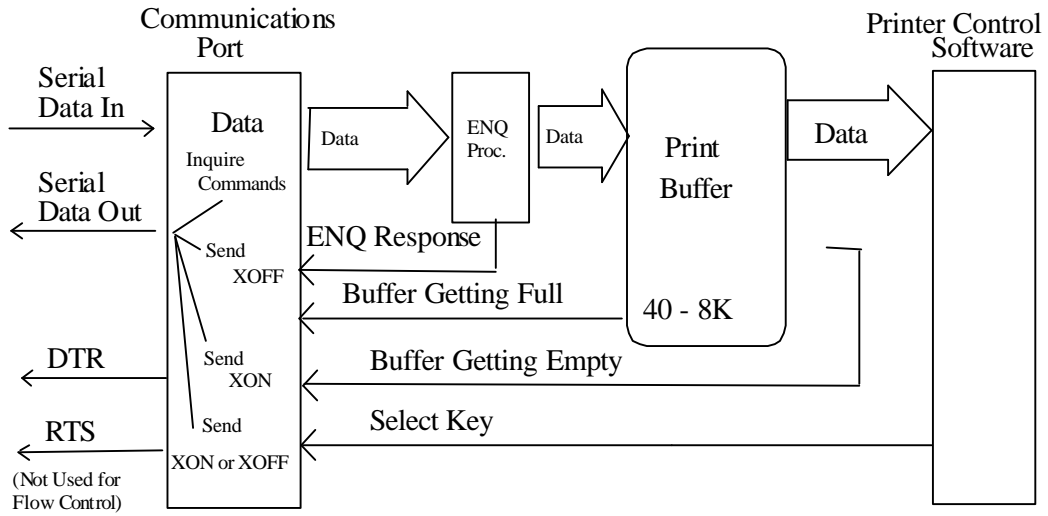 Communications
Port
Printer Control
Software
Serial
Data In
Data
Inquire
Commands
Data
ENQ
Proc.
Data
Print
Buffer
Data
Serial
Data Out
Send
XOFF
ENQ Response
Buffer Getting Full
40 - 8K
DTR
Send
XON
Buffer Getting Empty
RTS
(Not Used for
Flow Control)
Send
XON or XOFF
Select Key